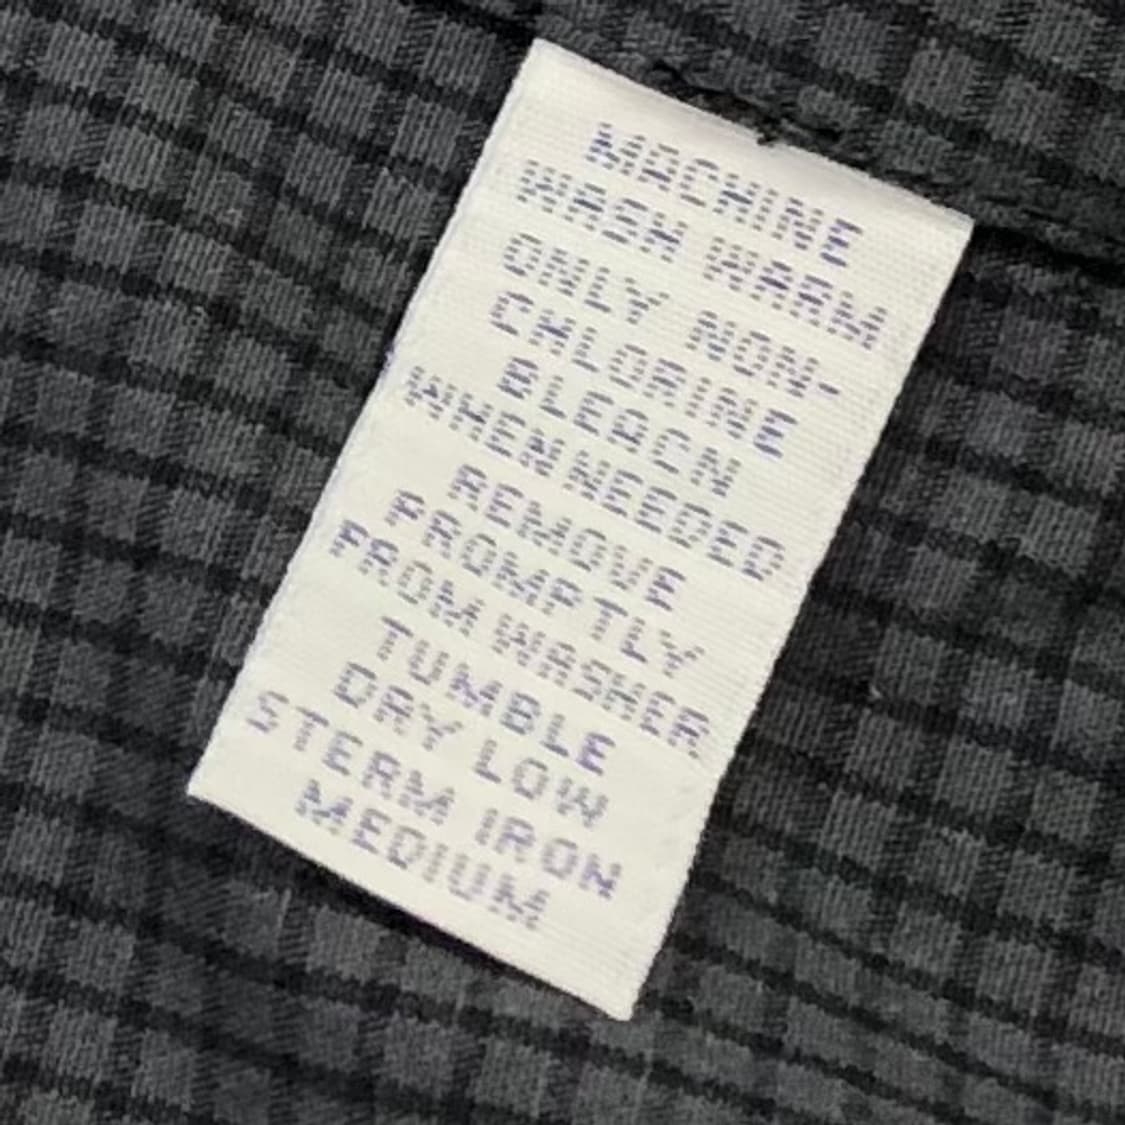 MACHINE
WASH WARM
ONLY NON-
CHLORINE
BLEACH
WHEN NEEDED
REMOVE
PROMPTLY
FROM WASHER
TUMBLE
DRY LOW
STEAM IRON
MEDIUM